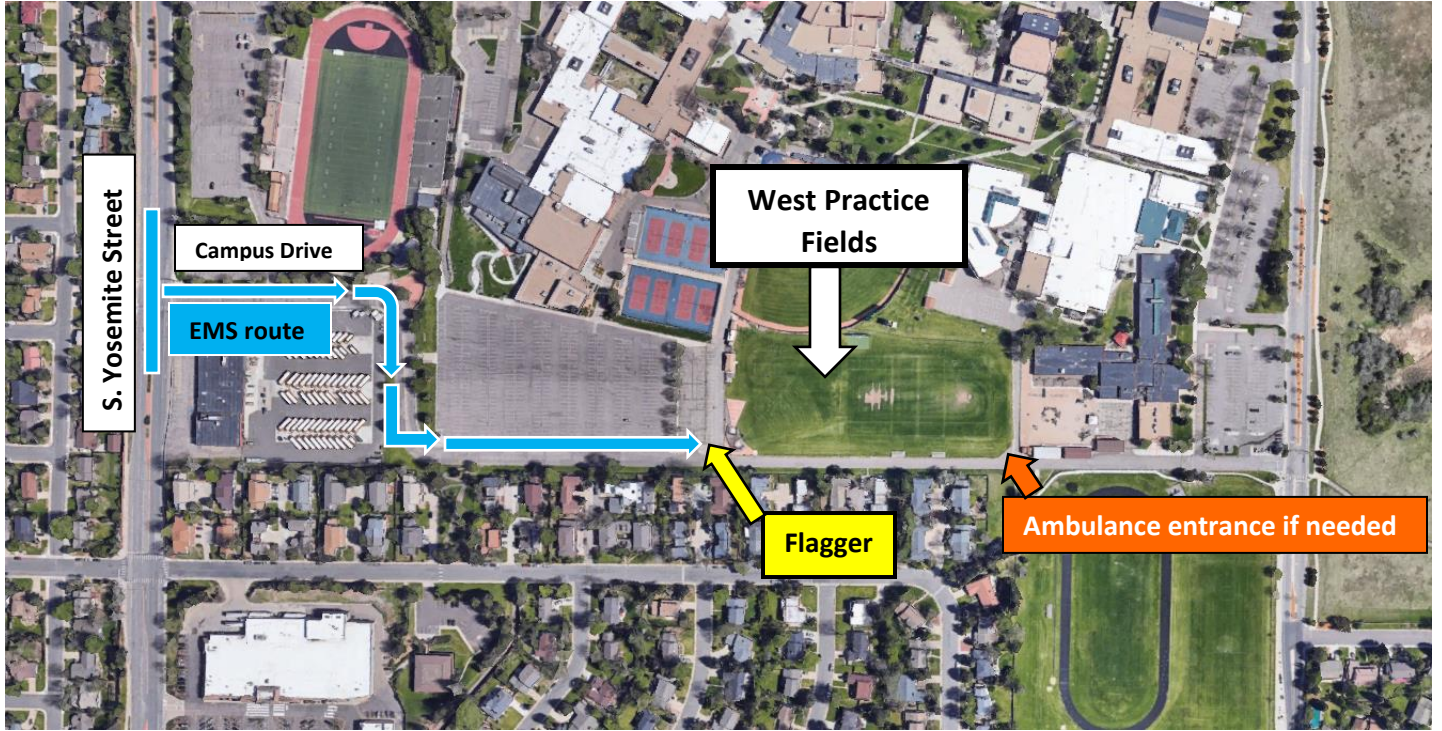 West Practice
Fields
S. Yosemite Street
Campus Drive
EMS route
Flagger
Ambulance entrance if needed